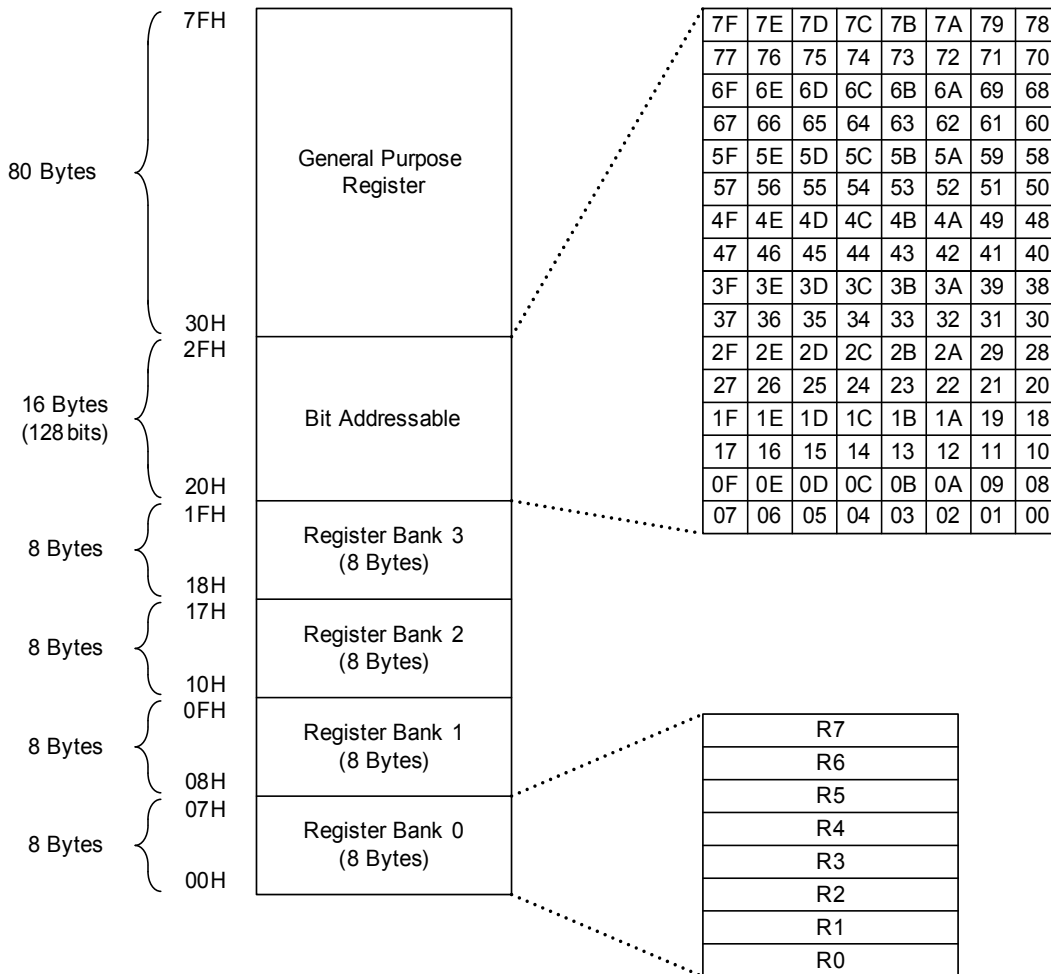 7FH
80 Bytes
General Purpose
Register
30H
2FH
16 Bytes
(128 bits)
Bit Addressable
20H
1FH
8 Bytes
Register Bank 3
(8 Bytes)
18H
17H
8 Bytes
Register Bank 2
(8 Bytes)
10H
0FH
8 Bytes
Register Bank 1
(8 Bytes)
08H
07H
8 Bytes
Register Bank 0
(8 Bytes)
00H
7F 7E 7D 7C 7B 7A 79 78
77 76 75 74 73 72 71 70
6F 6E 6D 6C 6B 6A 69 68
67 66 65 64 63 62 61 60
5F 5E 5D 5C 5B 5A 59 58
57 56 55 54 53 52 51 50
4F 4E 4D 4C 4B 4A 49 48
47 46 45 44 43 42 41 40
3F 3E 3D 3C 3B 3A 39 38
37 36 35 34 33 32 31 30
2F 2E 2D 2C 2B 2A 29 28
27 26 25 24 23 22 21 20
1F 1E 1D 1C 1B 1A 19 18
17 16 15 14 13 12 11 10
0F 0E 0D 0C 0B 0A 09 08
07 06 05 04 03 02 01 00
R7
R6
R5
R4
R3
R2
R1
R0